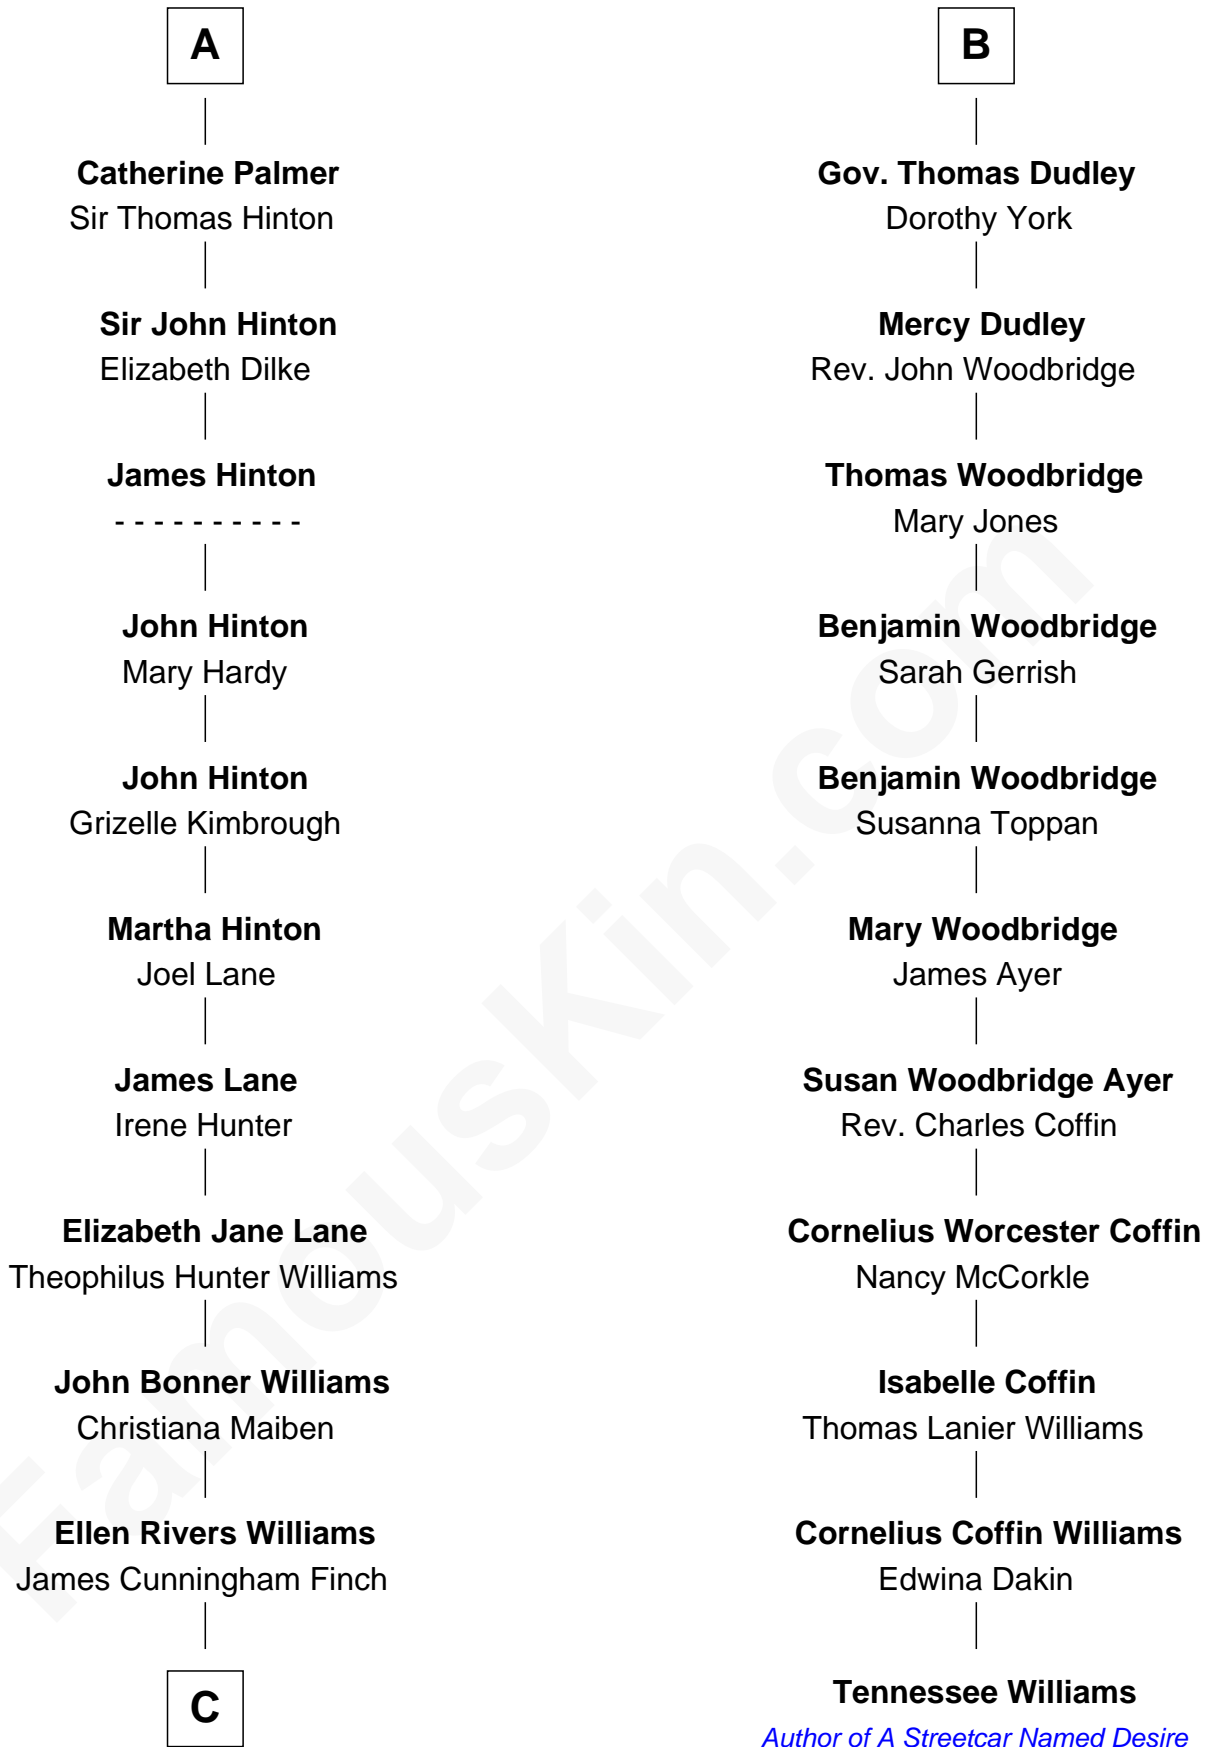 A
Catherine Palmer
Sir Thomas Hinton
Sir John Hinton
Elizabeth Dilke
James Hinton
- - - - - - - - - -
John Hinton
Mary Hardy
John Hinton
Grizelle Kimbrough
Martha Hinton
Joel Lane
James Lane
Irene Hunter
Elizabeth Jane Lane
Theophilus Hunter Williams
John Bonner Williams
Christiana Maiben
Ellen Rivers Williams
James Cunningham Finch
C
B
Gov. Thomas Dudley
Dorothy York
Mercy Dudley
Rev. John Woodbridge
Thomas Woodbridge
Mary Jones
Benjamin Woodbridge
Sarah Gerrish
Benjamin Woodbridge
Susanna Toppan
Mary Woodbridge
James Ayer
Susan Woodbridge Ayer
Rev. Charles Coffin
Cornelius Worcester Coffin
Nancy McCorkle
Isabelle Coffin
Thomas Lanier Williams
Cornelius Coffin Williams
Edwina Dakin
Tennessee Williams
Author of A Streetcar Named Desire
FamousKin.com